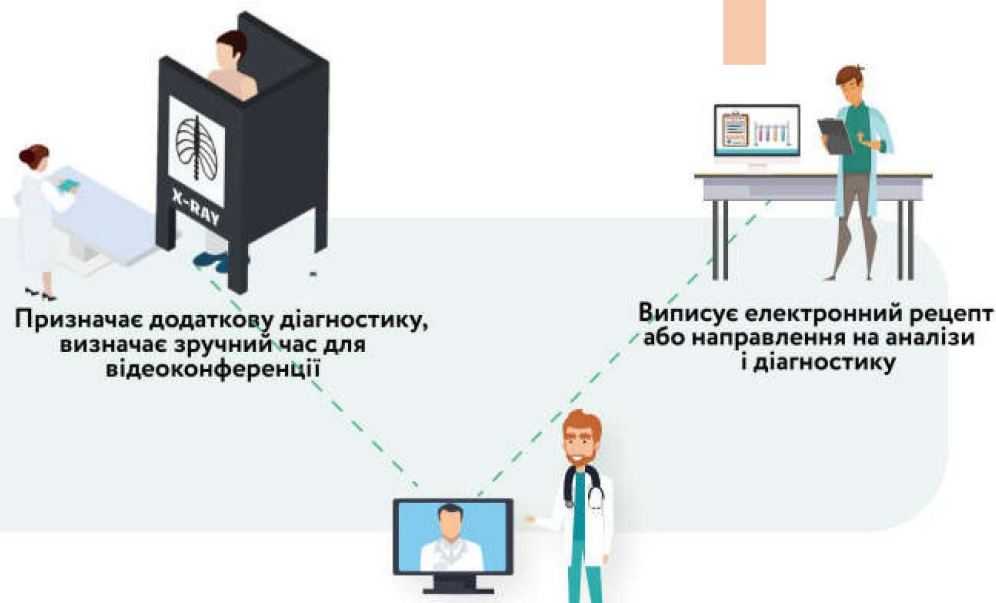 X-RAY
Призначає додаткову діагностику,
визначає зручний час для
відеоконференції
Виписує електронний рецепт
або направлення на аналізи
і діагностику